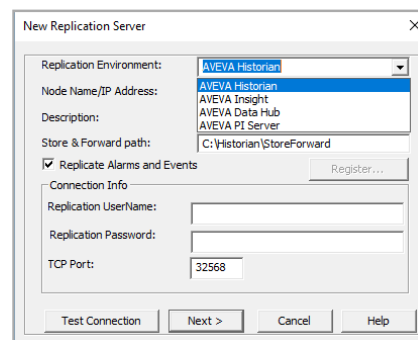 New Replication Server
Replication Environment: AVEVA Historian
AVEVA Historian
Node Name/IP Address:
AVEVA Insight
AVEVA Data Hub
Description:
AVEVA PI Server
Store & Forward path: C:\Historian\StoreForward
Replicate Alarms and Events
Register...
Connection Info
Replication UserName:
Replication Password:
TCP Port: 32568
Test Connection Next > Cancel Help